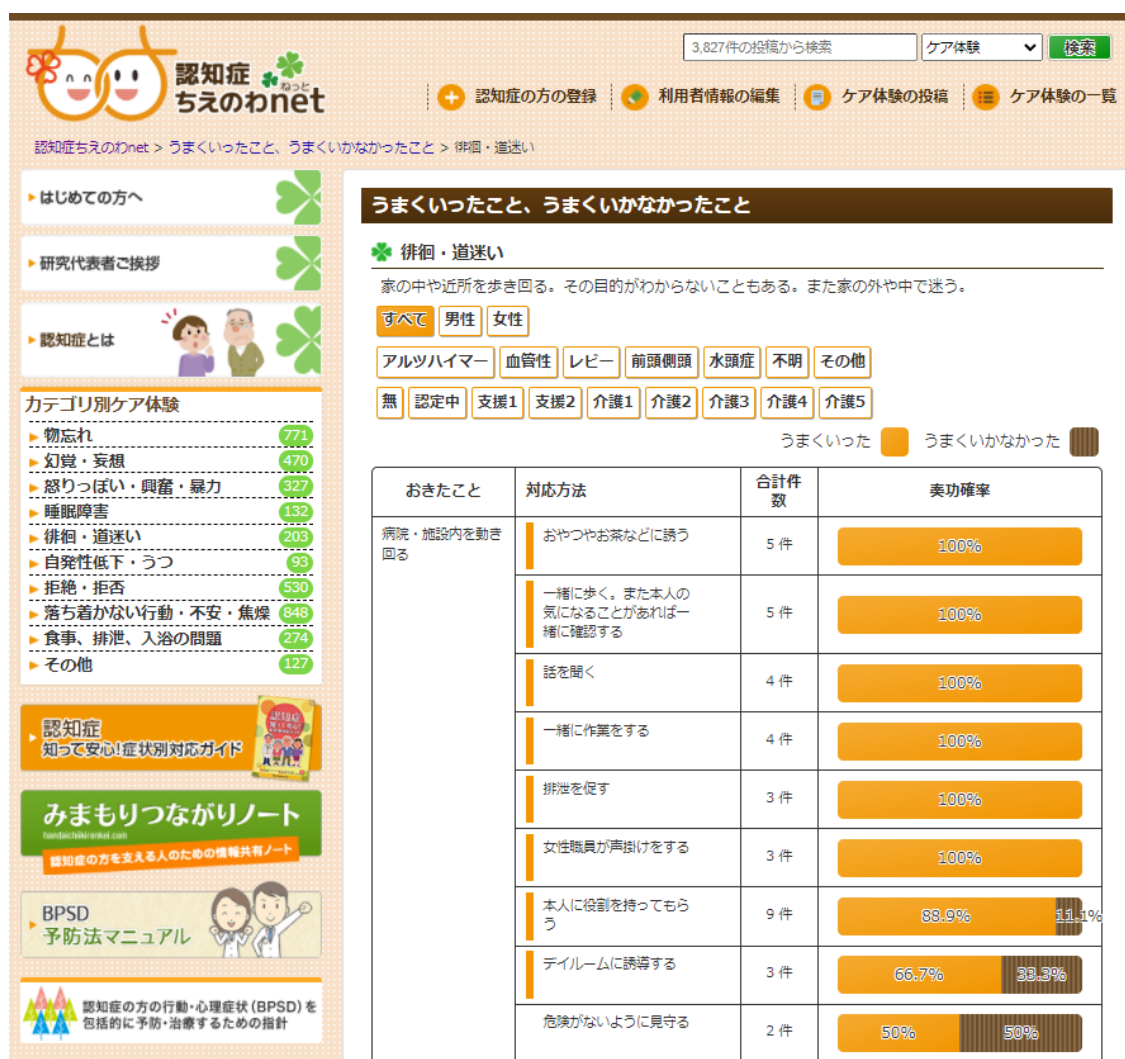 認知症
ねっと
ちえのわnet
3,827件の投稿から検索
ケア体験
検索
認知症の方の登録
利用者情報の編集
ケア体験の投稿
ケア体験の一覧
認知症ちえのわnet > うまくいったこと、うまくいかなかったこと > 徘徊・道迷い
はじめての方へ
研究代表者ご挨拶
認知症とは
カテゴリ別ケア体験
物忘れ 771
幻覚・妄想 470
怒りっぽい・興奮・暴力 327
睡眠障害 132
徘徊・道迷い 203
自発性低下・うつ 93
拒絶・拒否 530
落ち着かない行動・不安・焦燥 848
食事、排泄、入浴の問題 274
その他 127
認知症
知って安心!症状別対応ガイド
みまもりつながりノート
handaichiikirenkei.com
認知症の方を支える人のための情報共有ノート
BPSD
予防法マニュアル
認知症の方の行動・心理症状(BPSD)を
包括的に予防・治療するための指針
うまくいったこと、うまくいかなかったこと
徘徊・道迷い
家の中や近所を歩き回る。その目的がわからないこともある。また家の外や中で迷う。
すべて 男性 女性
アルツハイマー 血管性 レビー 前頭側頭 水頭症 不明 その他
無 認定中 支援1 支援2 介護1 介護2 介護3 介護4 介護5
うまくいった うまくいかなかった
おきたこと 対応方法 合計件
数 奏功確率
病院・施設内を動き
回る
おやつやお茶などに誘う 5 件 100%
一緒に歩く。また本人の
気になることがあれば一
緒に確認する
5 件 100%
話を聞く 4 件 100%
一緒に作業をする 4 件 100%
排泄を促す 3 件 100%
女性職員が声掛けをする 3 件 100%
本人に役割を持ってもら
う
9 件 88.9% 11.1%
デイルームに誘導する 3 件 66.7% 33.3%
危険がないように見守る 2 件 50% 50%